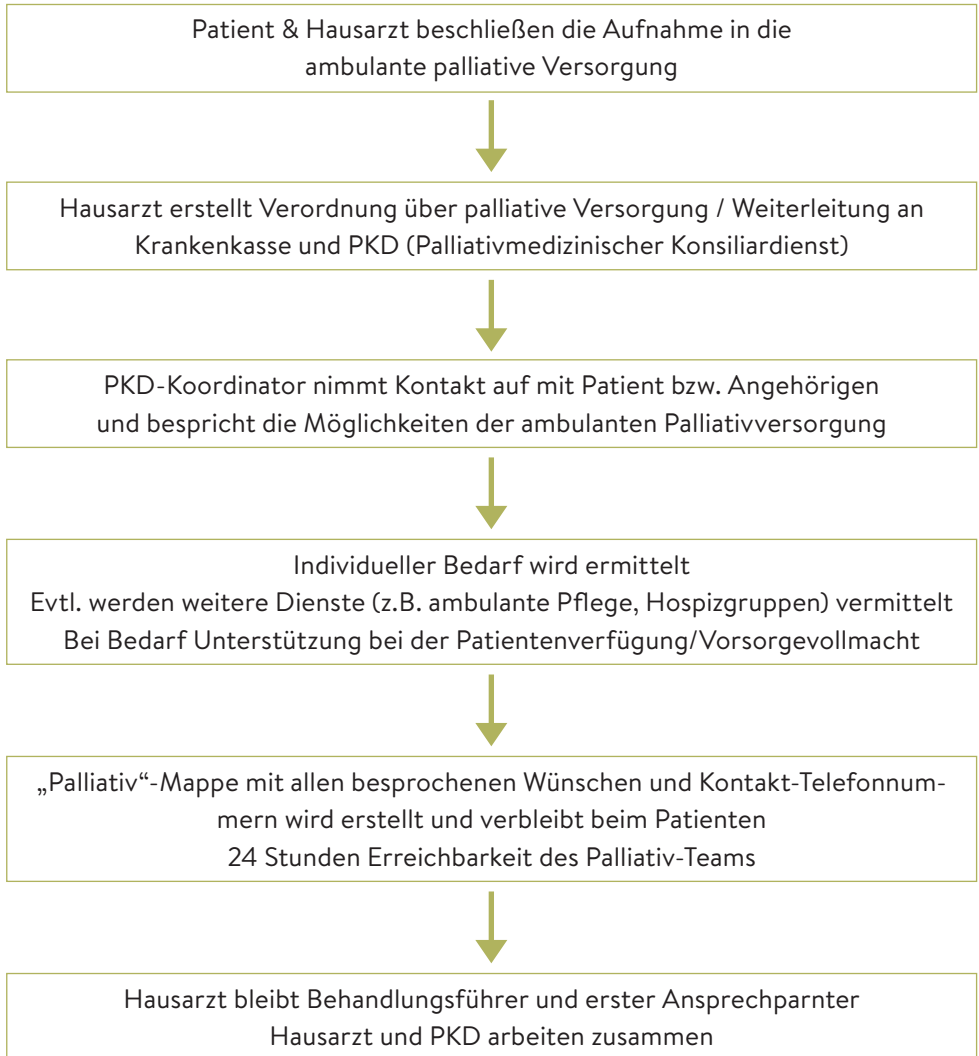 Patient & Hausarzt beschließen die Aufnahme in die
ambulante palliative Versorgung
Hausarzt erstellt Verordnung über palliative Versorgung / Weiterleitung an
Krankenkasse und PKD (Palliativmedizinischer Konsiliardienst)
PKD-Koordinator nimmt Kontakt auf mit Patient bzw. Angehörigen
und bespricht die Möglichkeiten der ambulanten Palliativversorgung
Individueller Bedarf wird ermittelt
Evtl. werden weitere Dienste (z.B. ambulante Pflege, Hospizgruppen) vermittelt
Bei Bedarf Unterstützung bei der Patientenverfügung/Vorsorgevollmacht
„Palliativ“-Mappe mit allen besprochenen Wünschen und Kontakt-Telefonnum-
mern wird erstellt und verbleibt beim Patienten
24 Stunden Erreichbarkeit des Palliativ-Teams
Hausarzt bleibt Behandlungsführer und erster Ansprechparnter
Hausarzt und PKD arbeiten zusammen